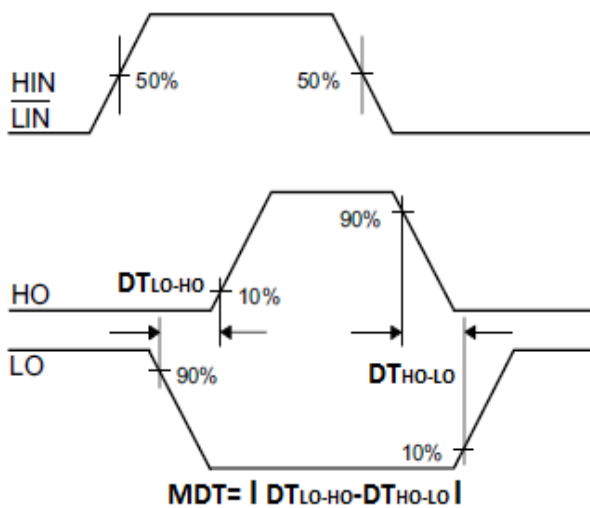 HIN
LIN
50%
50%
DTLO-HO
90%
HO
10%
LO
90%
DTHO-LO
10%
MDT= | DTLO-HO-DTHO-LO |